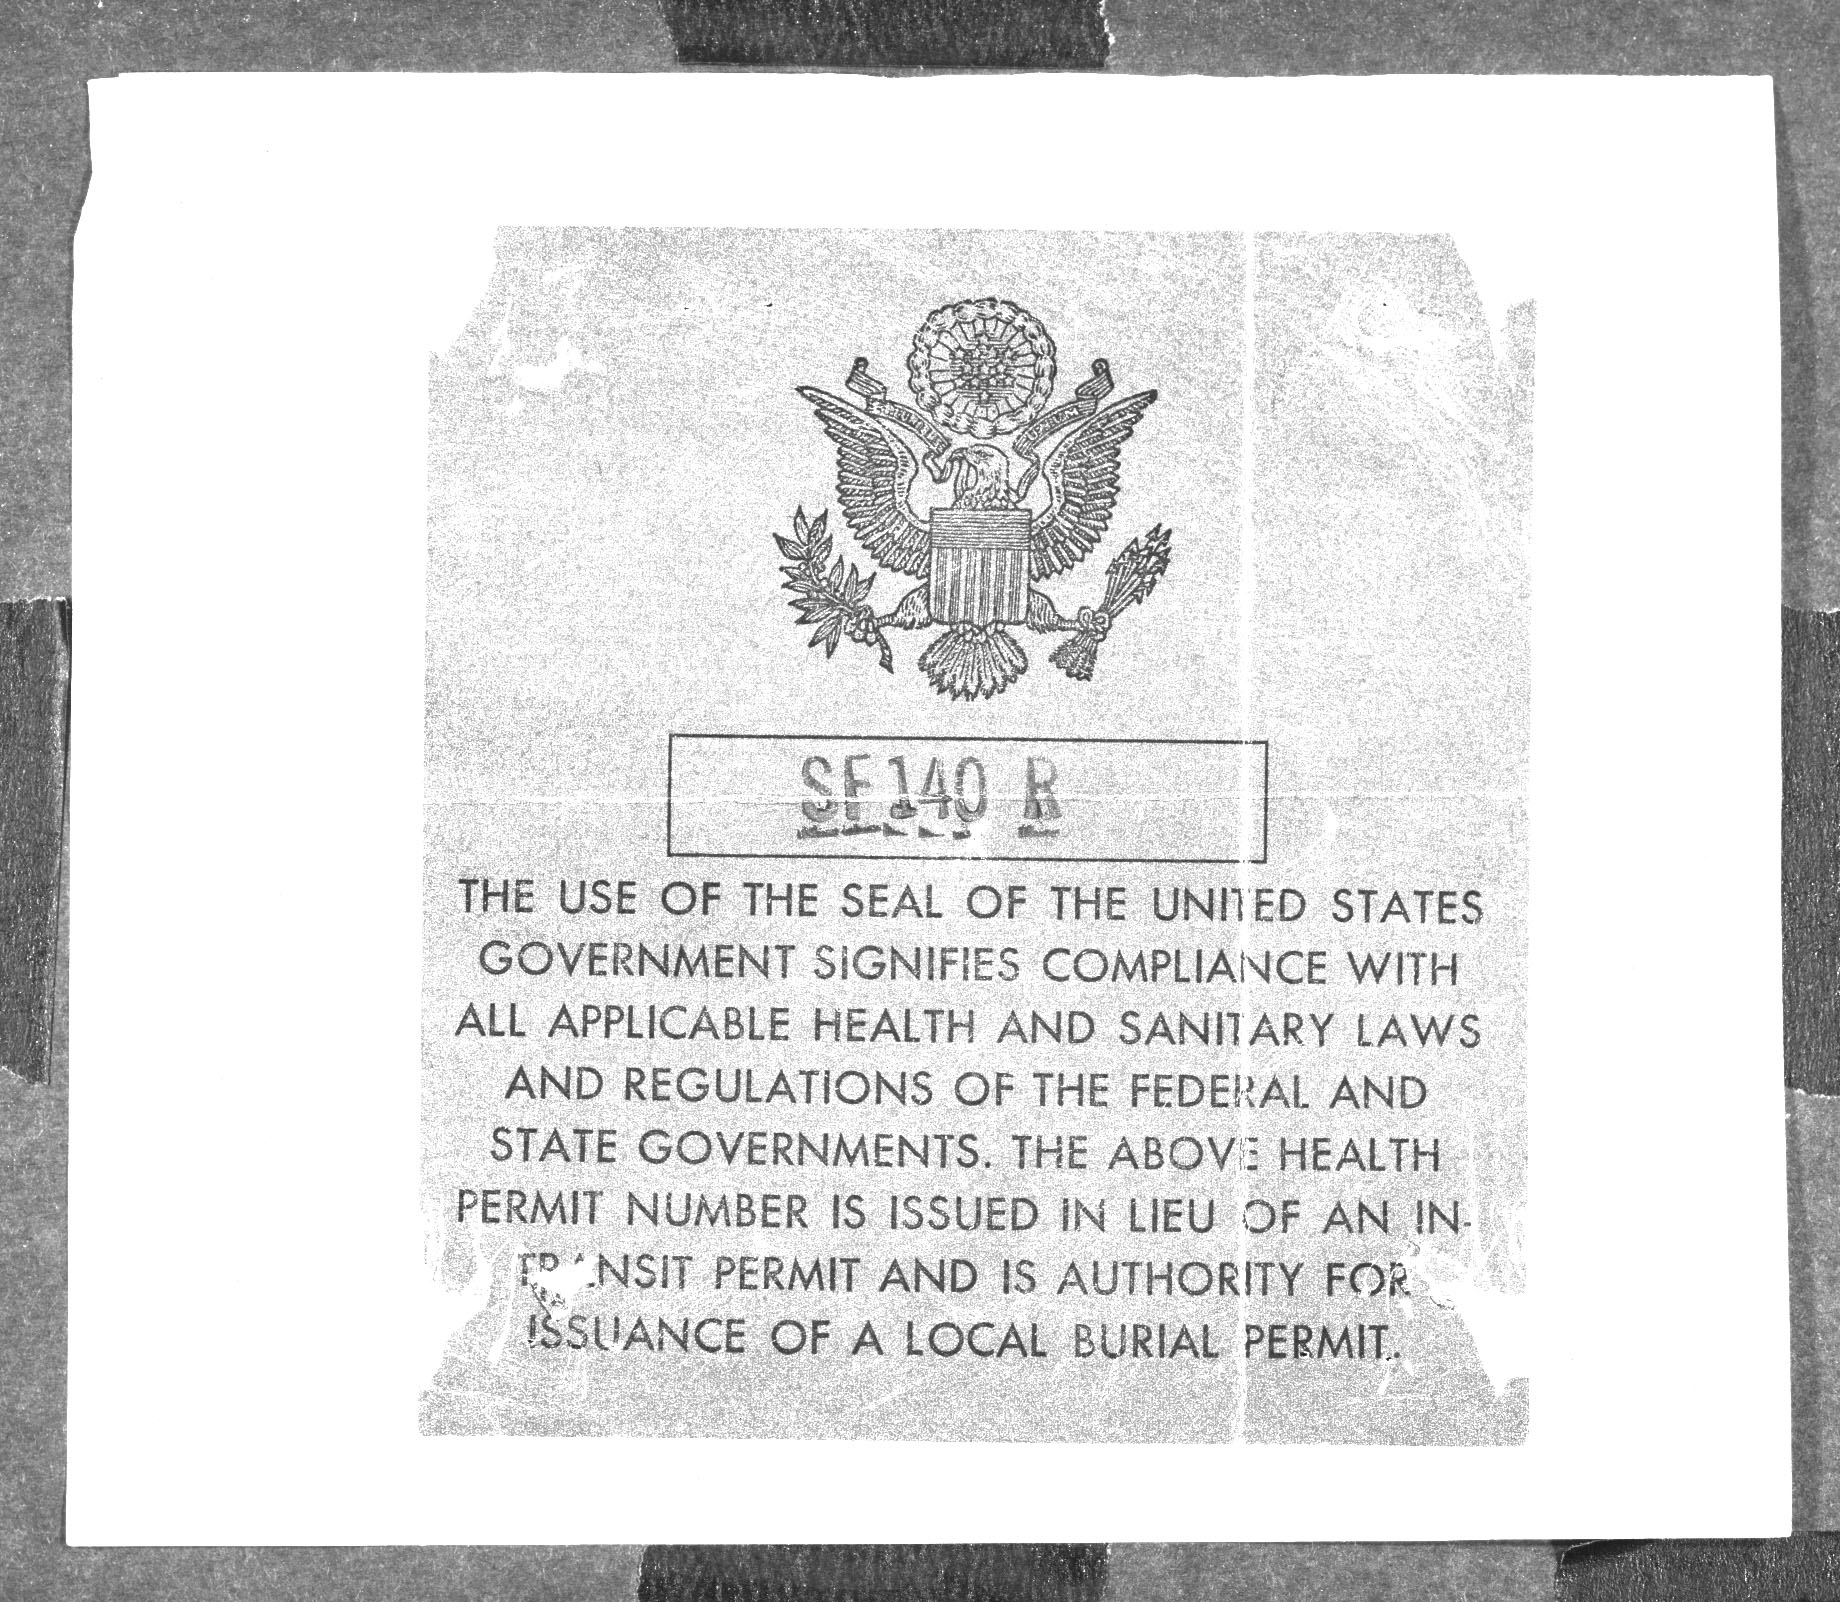 SF 140 R
THE USE OF THE SEAL OF THE UNITED STATES
GOVERNMENT SIGNIFIES COMPLIANCE WITH
ALL APPLICABLE HEALTH AND SANITARY LAWS
AND REGULATIONS OF THE FEDERAL AND
STATE GOVERNMENTS. THE ABOVE HEALTH
PERMIT NUMBER IS ISSUED IN LIEU OF AN IN-
TRANSIT PERMIT AND IS AUTHORITY FOR
ISSUANCE OF A LOCAL BURIAL PERMIT.